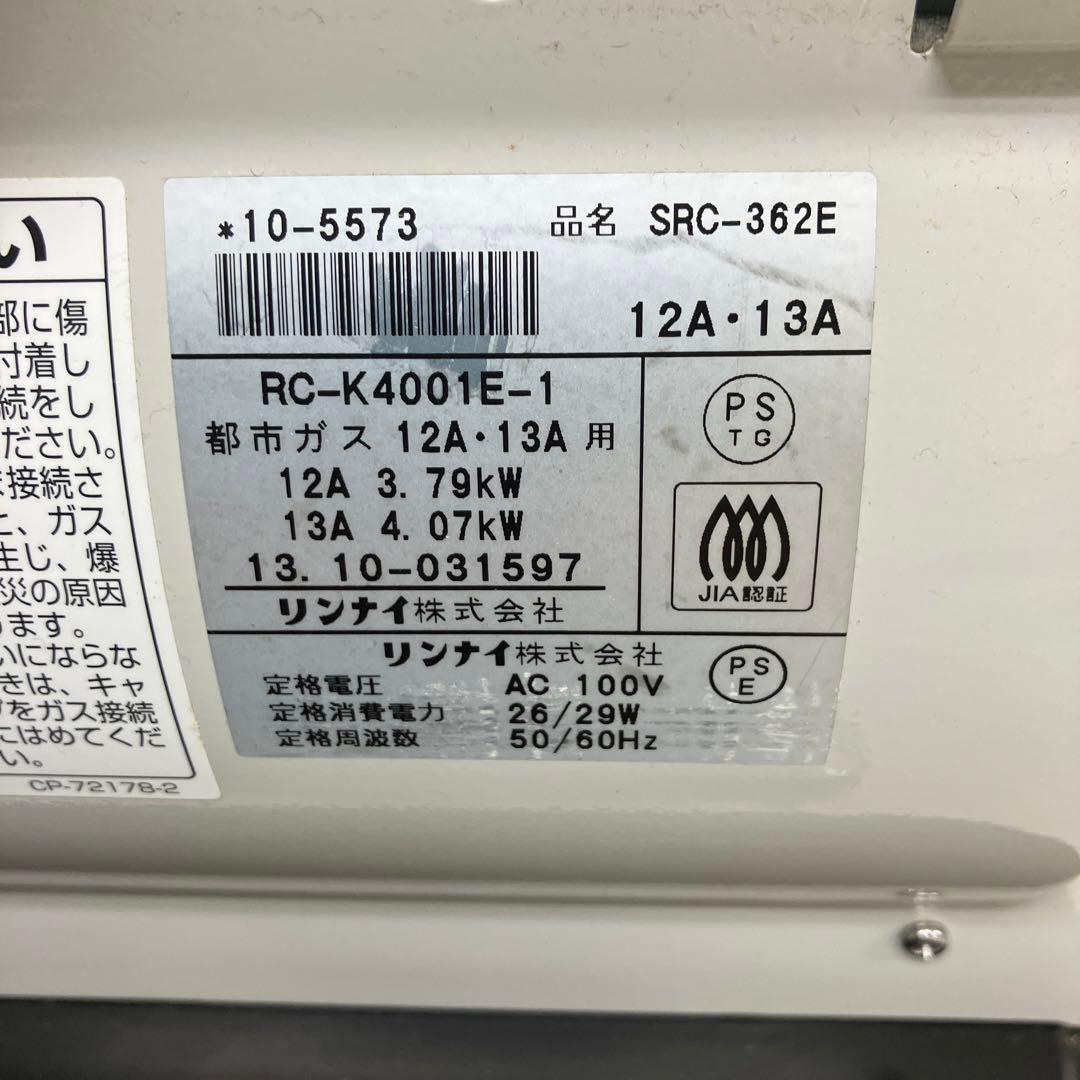 い
部に傷
付着し
続をし
ださい。
接続さ
と、ガス
生じ、爆
災の原因
ります。
いにならな
きは、キャ
プをガス接続
にはめてくだ
い。
CP-72178-2
*10-5573 品名 SRC-362E
12A・13A
RC-K4001E-1
都市ガス 12A・13A 用
12A 3.79kW
13A 4.07kW
13.10-031597
リンナイ株式会社
PS
TG
JIA認証
リンナイ株式会社
定格電圧 AC 100V
定格消費電力 26/29W
定格周波数 50/60Hz
PS
E